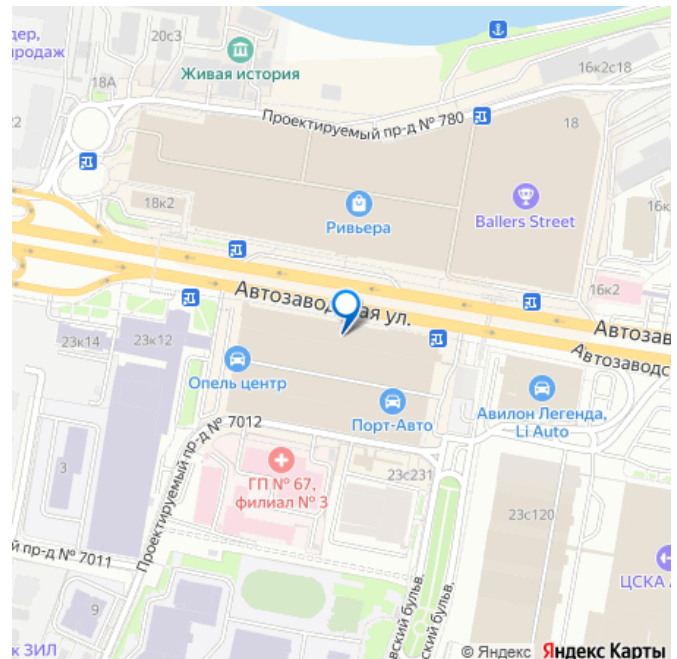 дер,
продаж
20с3
Живая история
16к2с18
18А
Проектируемый пр-д № 780
18
2
18к2
Ривьера
Ballers Street
16к
16к2
Автозаводская ул.
Автозав
Автозаводс
23к14
23к12
Опель центр
Порт-Авто
Авилон Легенда,
Li Auto
Проектируемый пр-д № 7012
ГП № 67,
филиал № 3
23с231
23с120
3
й пр-д № 7011
9
ЦСКА
вский бульв.
ский бульв.
к ЗИЛ
© Яндекс Яндекс Карты